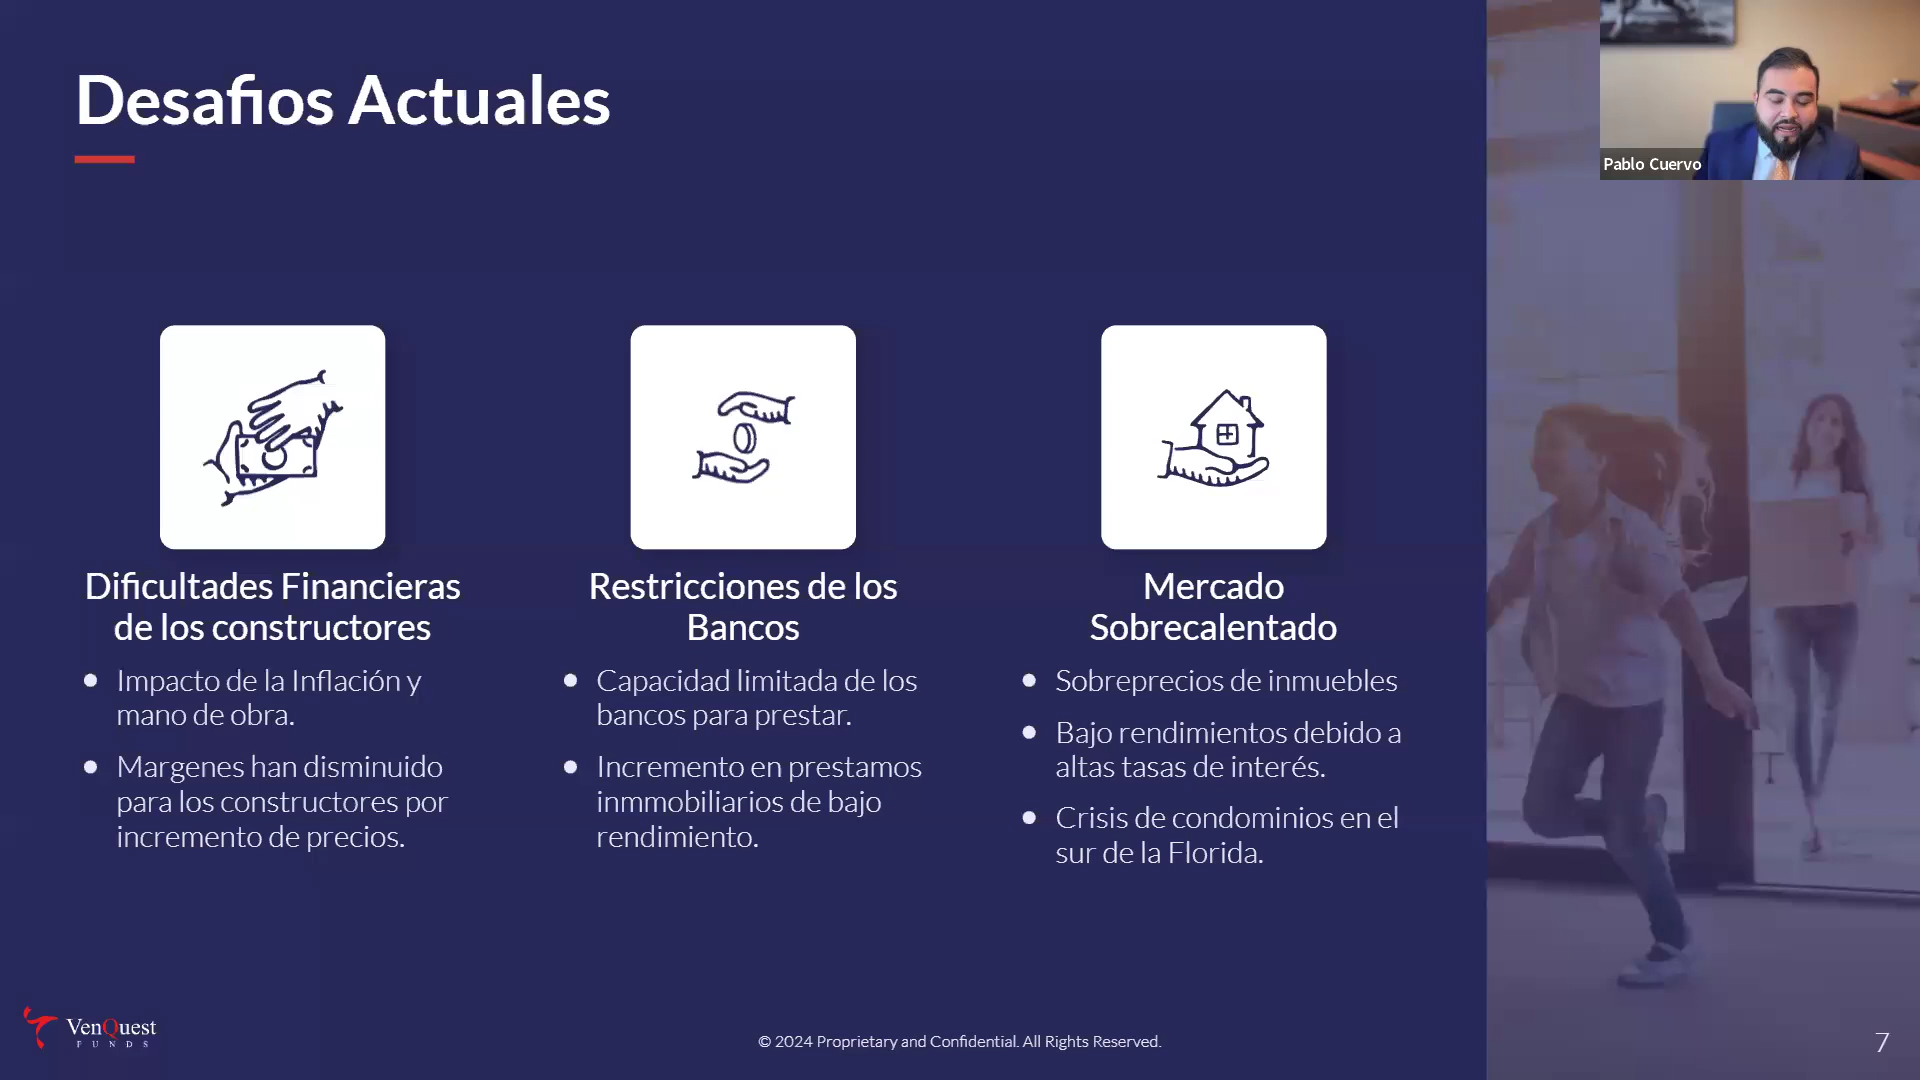 Desafios Actuales
Pablo Cuervo
Dificultades Financieras
de los constructores
Impacto de la Inflación y
mano de obra.
Margenes han disminuido
para los constructores por
incremento de precios.
Restricciones de los
Bancos
Capacidad limitada de los
bancos para prestar.
Incremento en prestamos
inmmobiliarios de bajo
rendimiento.
Mercado
Sobrecalentado
Sobreprecios de inmuebles
Bajo rendimientos debido a
altas tasas de interés.
Crisis de condominios en el
sur de la Florida.
VenQuest
FUNDS
© 2024 Proprietary and Confidential. All Rights Reserved.
7